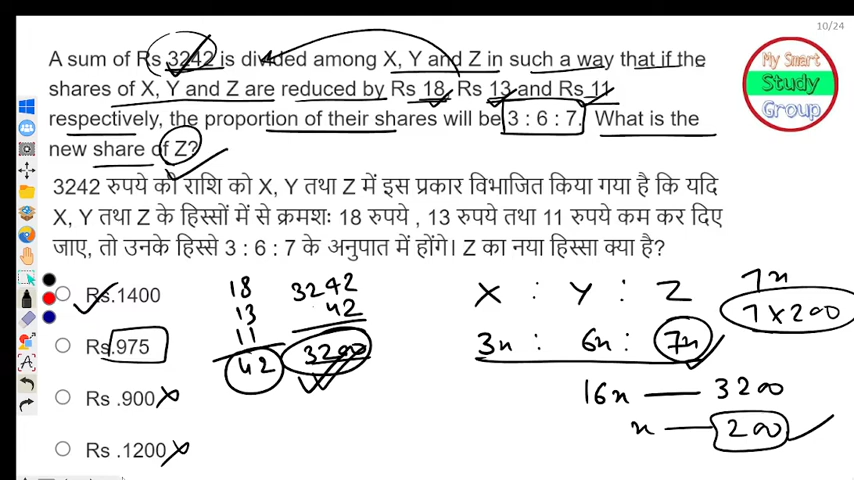 10/24
A sum of Rs 3242 is divided among X, Y and Z in such a way that if the
shares of X, Y and Z are reduced by Rs 18, Rs 13 and Rs 11
respectively, the proportion of their shares will be 3 : 6 : 7. What is the
new share of Z?
My Smart
Study
Group
3242 रुपये की राशि को X, Y तथा Z में इस प्रकार विभाजित किया गया है कि यदि
X, Y तथा Z के हिस्सों में से क्रमशः 18 रुपये , 13 रुपये तथा 11 रुपये कम कर दिए
जाए, तो उनके हिस्से 3 : 6 : 7 के अनुपात में होंगे। Z का नया हिस्सा क्या है?
Rs.1400
Rs.975
Rs .900
Rs .1200
18
13
11
42
3242
42
3200
X : Y : Z
3x : 6x : 7x
16x — 3200
x — 200
7x
7x200